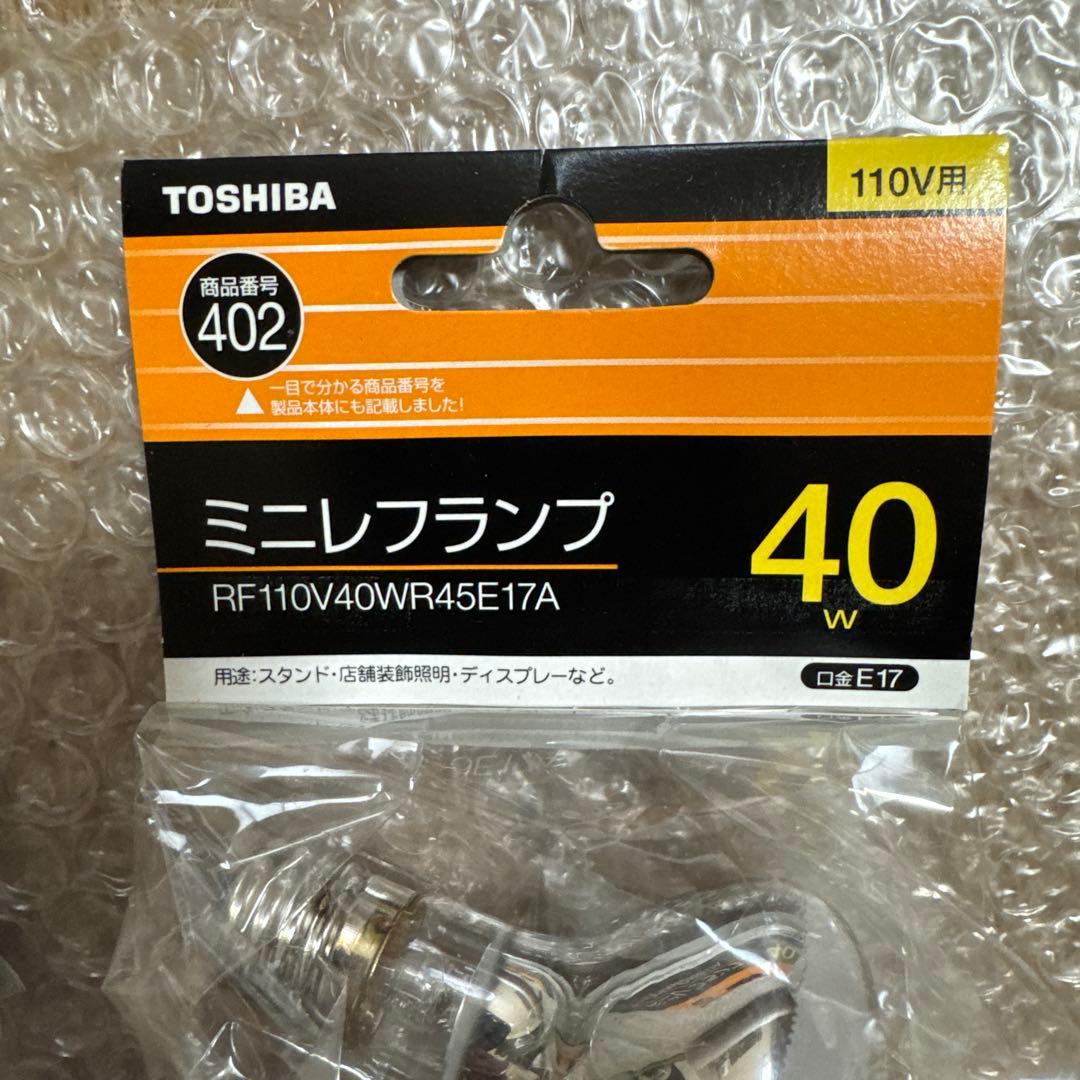 TOSHIBA
110V用
商品番号
402
一目で分かる商品番号を
製品本体にも記載しました!
ミニレフランプ
RF110V40WR45E17A
40
W
用途:スタンド・店舗装飾照明・ディスプレーなど。
口金E17